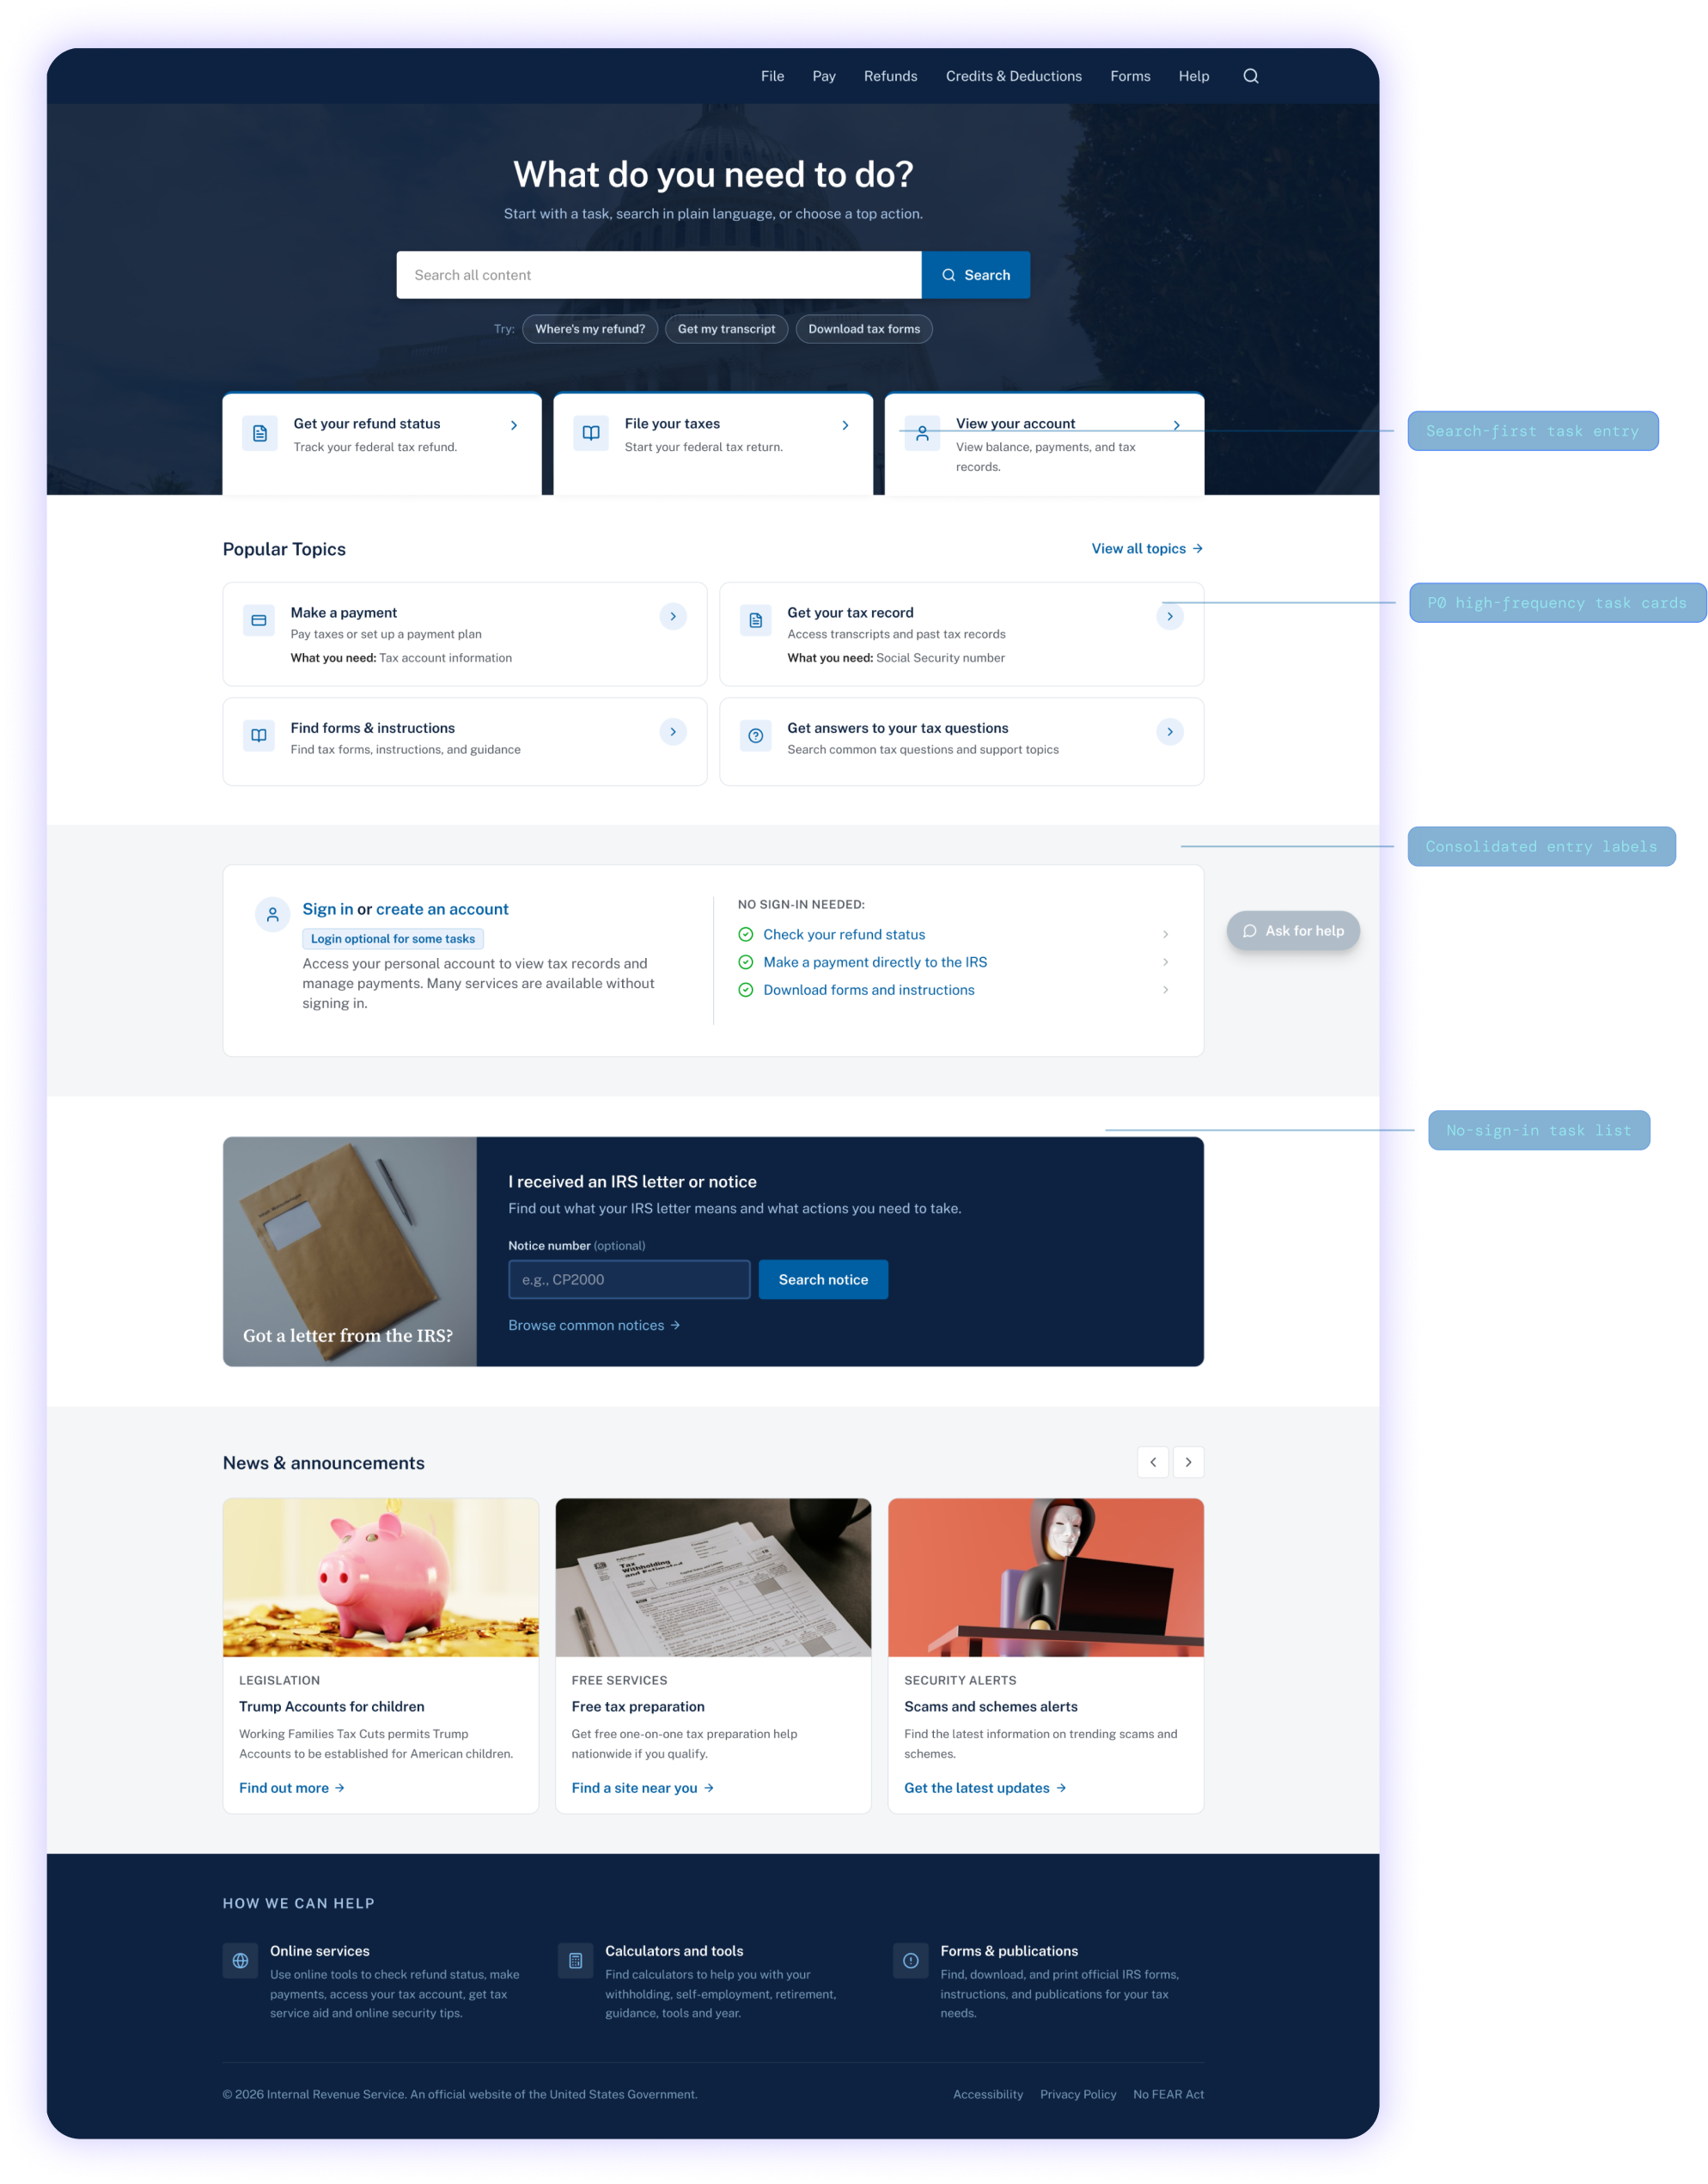 File
Pay
Refunds
Credits & Deductions
Forms
Help
What do you need to do?
Start with a task, search in plain language, or choose a top action.
Search all content
Search
Try:
Where's my refund?
Get my transcript
Download tax forms
Get your refund status
Track your federal tax refund.
File your taxes
Start your federal tax return.
View your account
View balance, payments, and tax
records.
Search-first task entry
Popular Topics
View all topics →
Make a payment
Pay taxes or set up a payment plan
What you need: Tax account information
Get your tax record
Access transcripts and past tax records
What you need: Social Security number
P0 high-frequency task cards
Find forms & instructions
Find tax forms, instructions, and guidance
Get answers to your tax questions
Search common tax questions and support topics
Consolidated entry labels
Sign in or create an account
Login optional for some tasks
Access your personal account to view tax records and
manage payments. Many services are available without
signing in.
NO SIGN-IN NEEDED:
Check your refund status
Make a payment directly to the IRS
Download forms and instructions
Ask for help
No-sign-in task list
Got a letter from the IRS?
I received an IRS letter or notice
Find out what your IRS letter means and what actions you need to take.
Notice number (optional)
e.g., CP2000
Search notice
Browse common notices →
News & announcements
Tax
Withholding
and Estimated
LEGISLATION
Trump Accounts for children
Working Families Tax Cuts permits Trump
Accounts to be established for American children.
Find out more →
FREE SERVICES
Free tax preparation
Get free one-on-one tax preparation help
nationwide if you qualify.
Find a site near you →
SECURITY ALERTS
Scams and schemes alerts
Find the latest information on trending scams and
schemes.
Get the latest updates →
HOW WE CAN HELP
Online services
Use online tools to check refund status, make
payments, access your tax account, get tax
service aid and online security tips.
Calculators and tools
Find calculators to help you with your
withholding, self-employment, retirement,
guidance, tools and year.
Forms & publications
Find, download, and print official IRS forms,
instructions, and publications for your tax
needs.
© 2026 Internal Revenue Service. An official website of the United States Government.
Accessibility
Privacy Policy
No FEAR Act